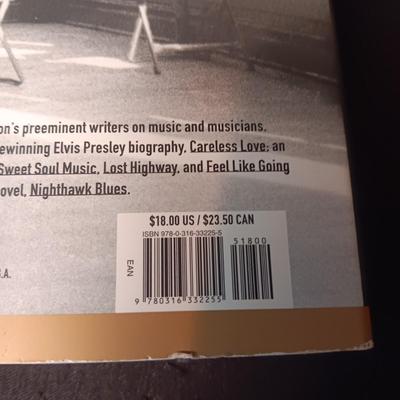 on's preeminent writers on music and musicians.
ewinning Elvis Presley biography, Careless Love; an
Sweet Soul Music, Lost Highway, and Feel Like Going
ovel, Nighthawk Blues.
$18.00 US / $23.50 CAN
ISBN 978-0-316-33225-5
51800
EAN
9 780316 332255
.A.